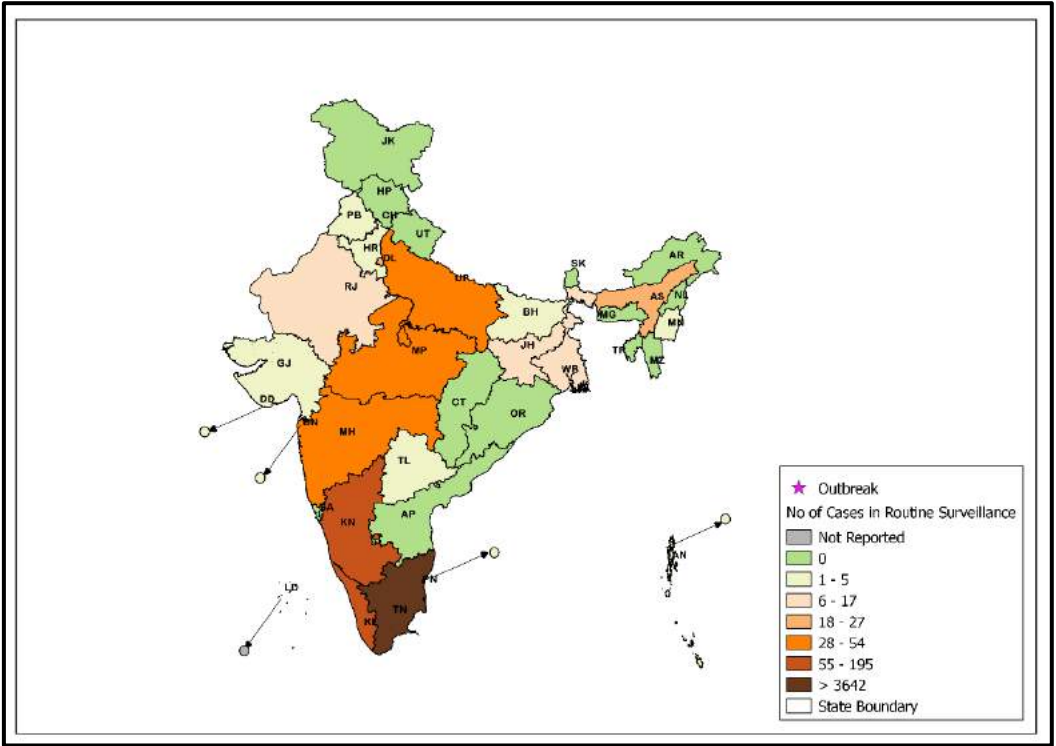 JK
HP
PB
CH
UT
HR
DL
SK
AR
RJ
UP
AS
NL
BH
MG
MN
MP
JH
TR
MZ
GJ
WB
CT
DD
OR
DN
MH
TL
GA
KN
AP
AN
PN
LD
TN
KE
Outbreak
No of Cases in Routine Surveillance
Not Reported
0
1 - 5
6 - 17
18 - 27
28 - 54
55 - 195
> 3642
State Boundary